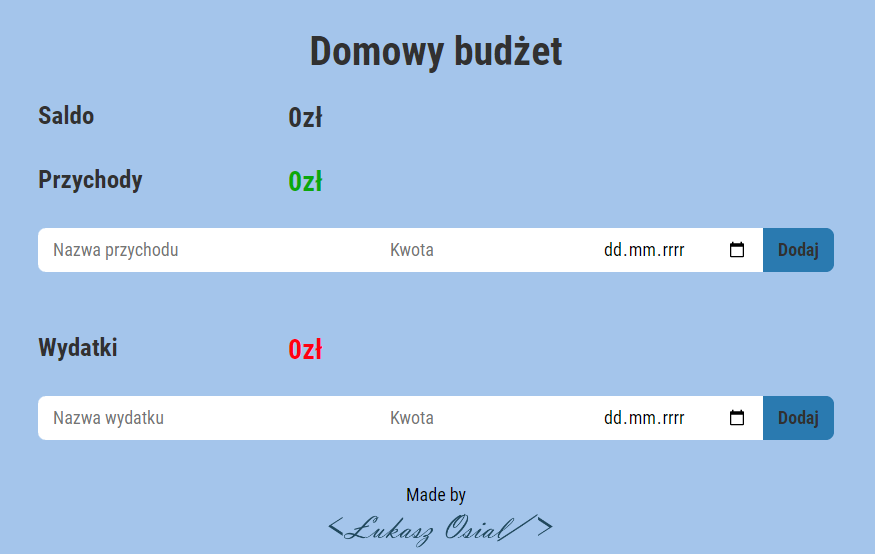 Domowy budżet
Saldo 0zł
Przychody 0zł
Nazwa przychodu Kwota dd.mm.rrrr Dodaj
Wydatki 0zł
Nazwa wydatku Kwota dd.mm.rrrr Dodaj
Made by
<Łukasz Osial/>